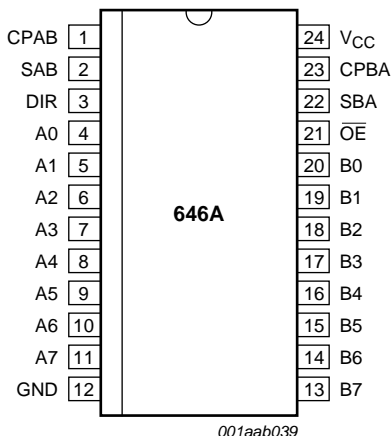 CPAB 1 24 VCC
SAB 2 23 CPBA
DIR 3 22 SBA
A0 4 21 O̅E̅
A1 5 20 B0
A2 6 19 B1
646A
A3 7 18 B2
A4 8 17 B3
A5 9 16 B4
A6 10 15 B5
A7 11 14 B6
GND 12 13 B7
001aab039